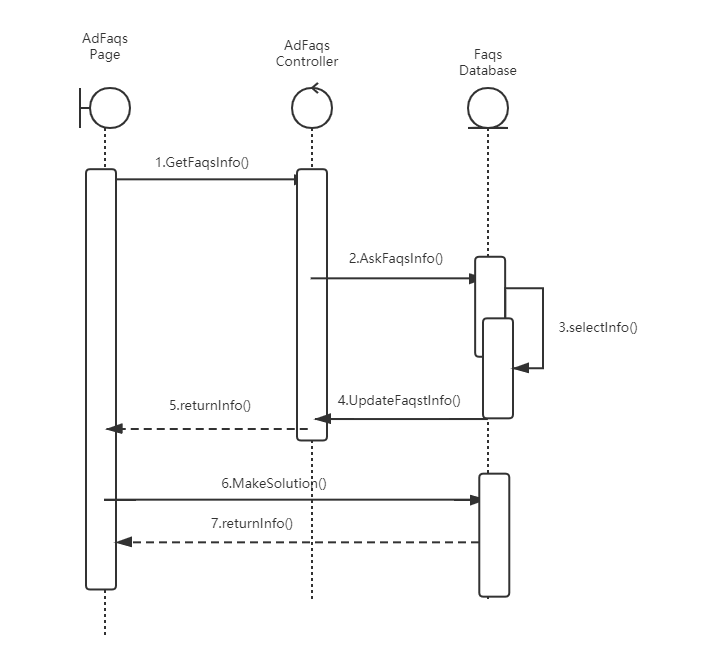 AdFaqs
Page
AdFaqs
Controller
Faqs
Database
1.GetFaqsInfo()
2.AskFaqsInfo()
3.selectInfo()
4.UpdateFaqstInfo()
5.returnInfo()
6.MakeSolution()
7.returnInfo()